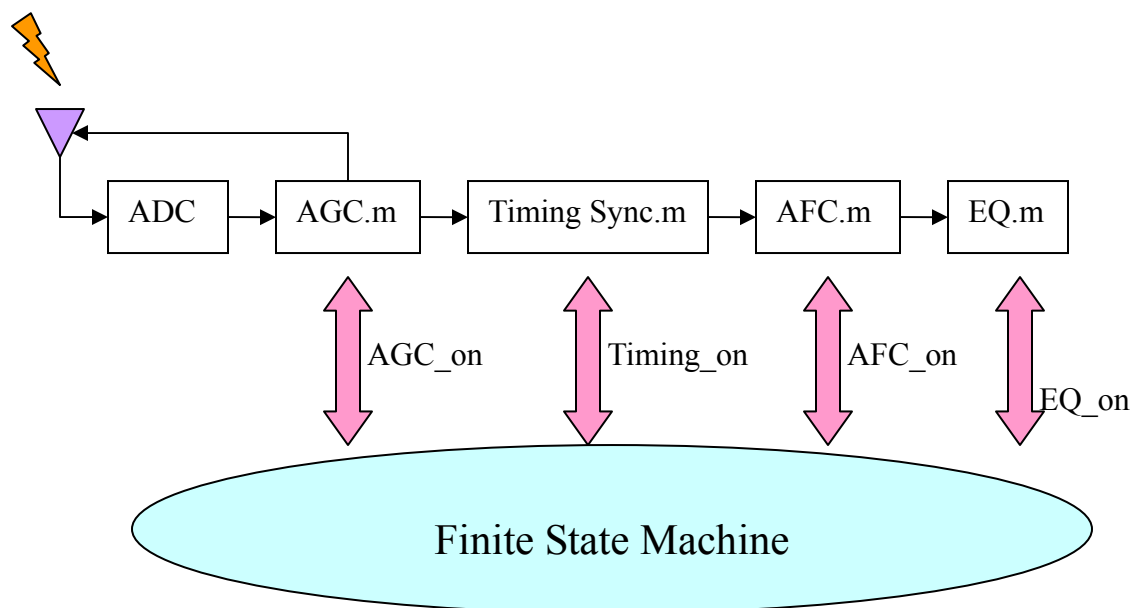 ADC
AGC.m
Timing Sync.m
AFC.m
EQ.m
AGC_on
Timing_on
AFC_on
EQ_on
Finite State Machine